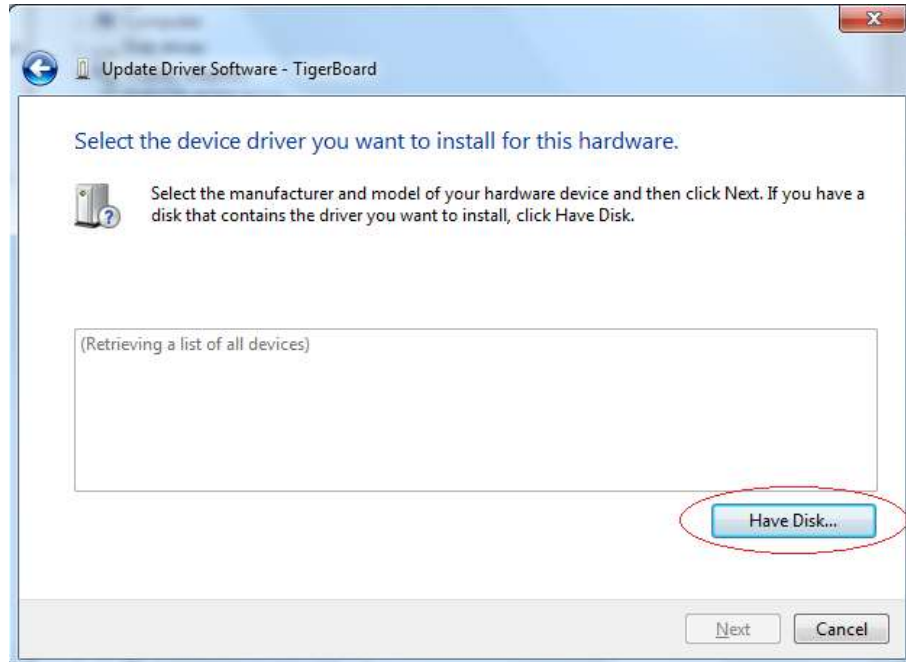 Update Driver Software - TigerBoard
Select the device driver you want to install for this hardware.
Select the manufacturer and model of your hardware device and then click Next. If you have a
disk that contains the driver you want to install, click Have Disk.
(Retrieving a list of all devices)
Have Disk...
Next
Cancel